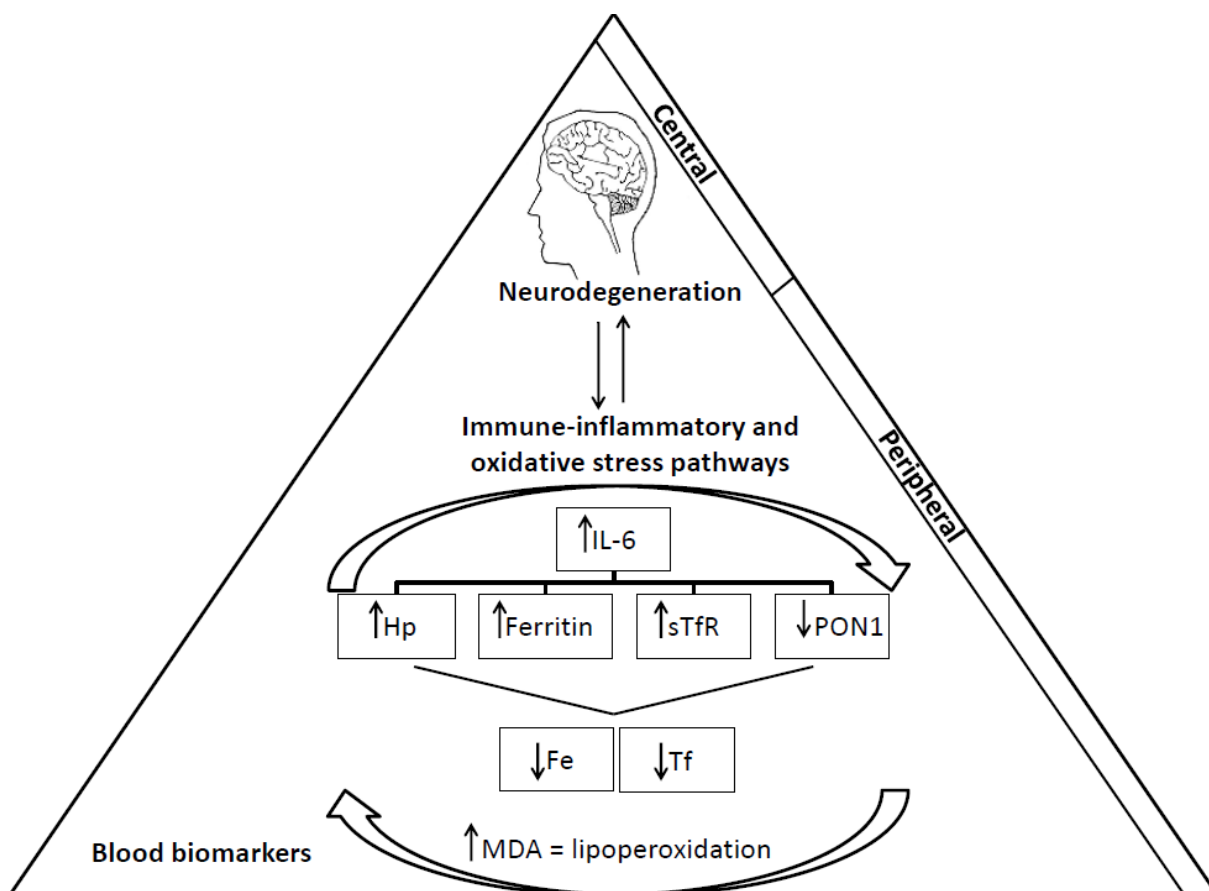 Central
Neurodegeneration
Immune-inflammatory and
oxidative stress pathways
Peripheral
↑IL-6
↑Hp
↑Ferritin
↑sTfR
↓PON1
↓Fe
↓Tf
Blood biomarkers
↑MDA = lipoperoxidation